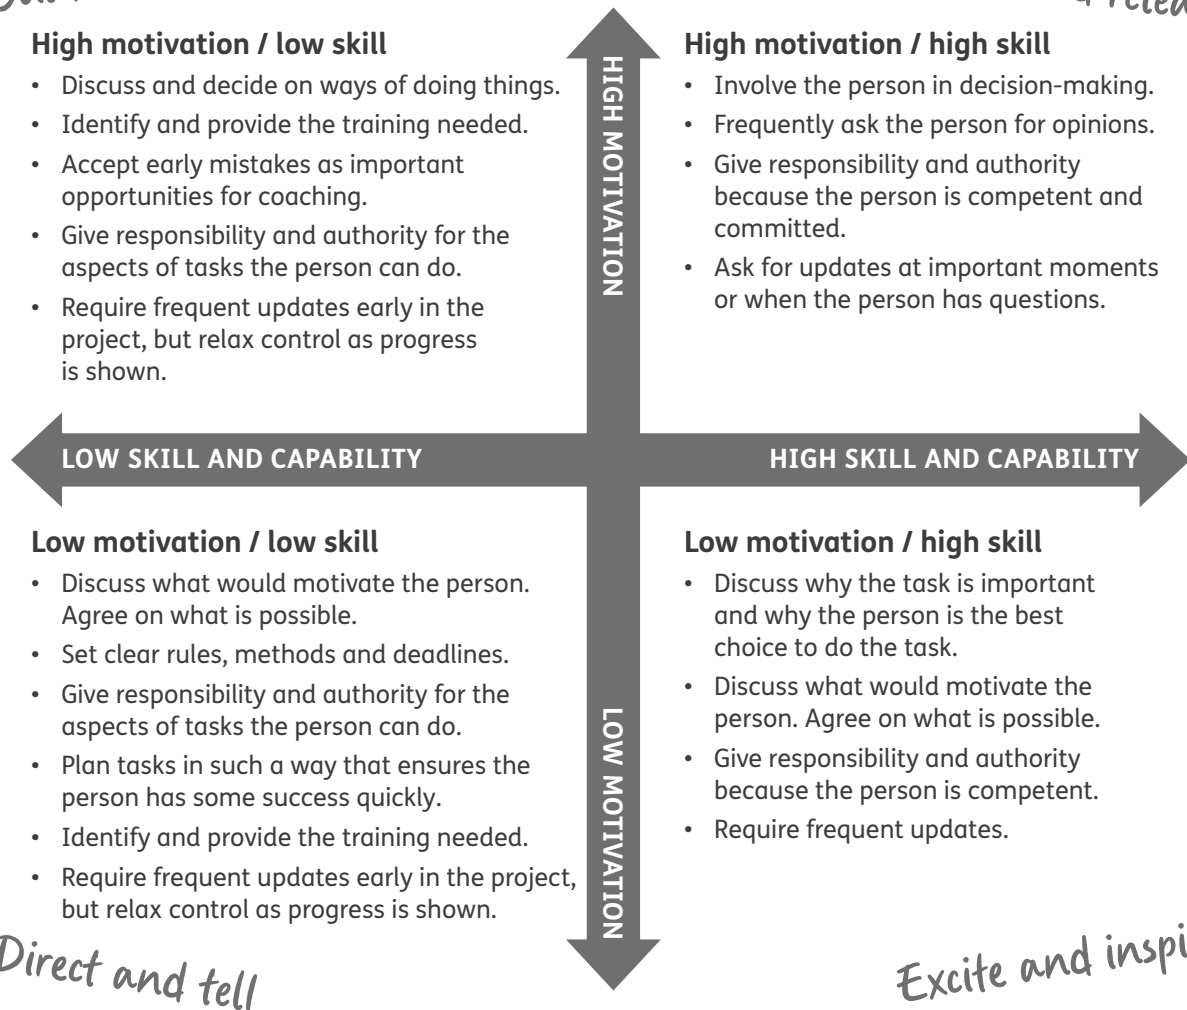 High motivation / low skill
• Discuss and decide on ways of doing things.
• Identify and provide the training needed.
• Accept early mistakes as important
opportunities for coaching.
• Give responsibility and authority for the
aspects of tasks the person can do.
• Require frequent updates early in the
project, but relax control as progress
is shown.
HIGH MOTIVATION
High motivation / high skill
• Involve the person in decision-making.
• Frequently ask the person for opinions.
• Give responsibility and authority
because the person is competent and
committed.
• Ask for updates at important moments
or when the person has questions.
LOW SKILL AND CAPABILITY
HIGH SKILL AND CAPABILITY
Low motivation / low skill
• Discuss what would motivate the person.
Agree on what is possible.
• Set clear rules, methods and deadlines.
• Give responsibility and authority for the
aspects of tasks the person can do.
• Plan tasks in such a way that ensures the
person has some success quickly.
• Identify and provide the training needed.
• Require frequent updates early in the project,
but relax control as progress is shown.
Direct and tell
LOW MOTIVATION
Low motivation / high skill
• Discuss why the task is important
and why the person is the best
choice to do the task.
• Discuss what would motivate the
person. Agree on what is possible.
• Give responsibility and authority
because the person is competent.
• Require frequent updates.
Excite and inspi